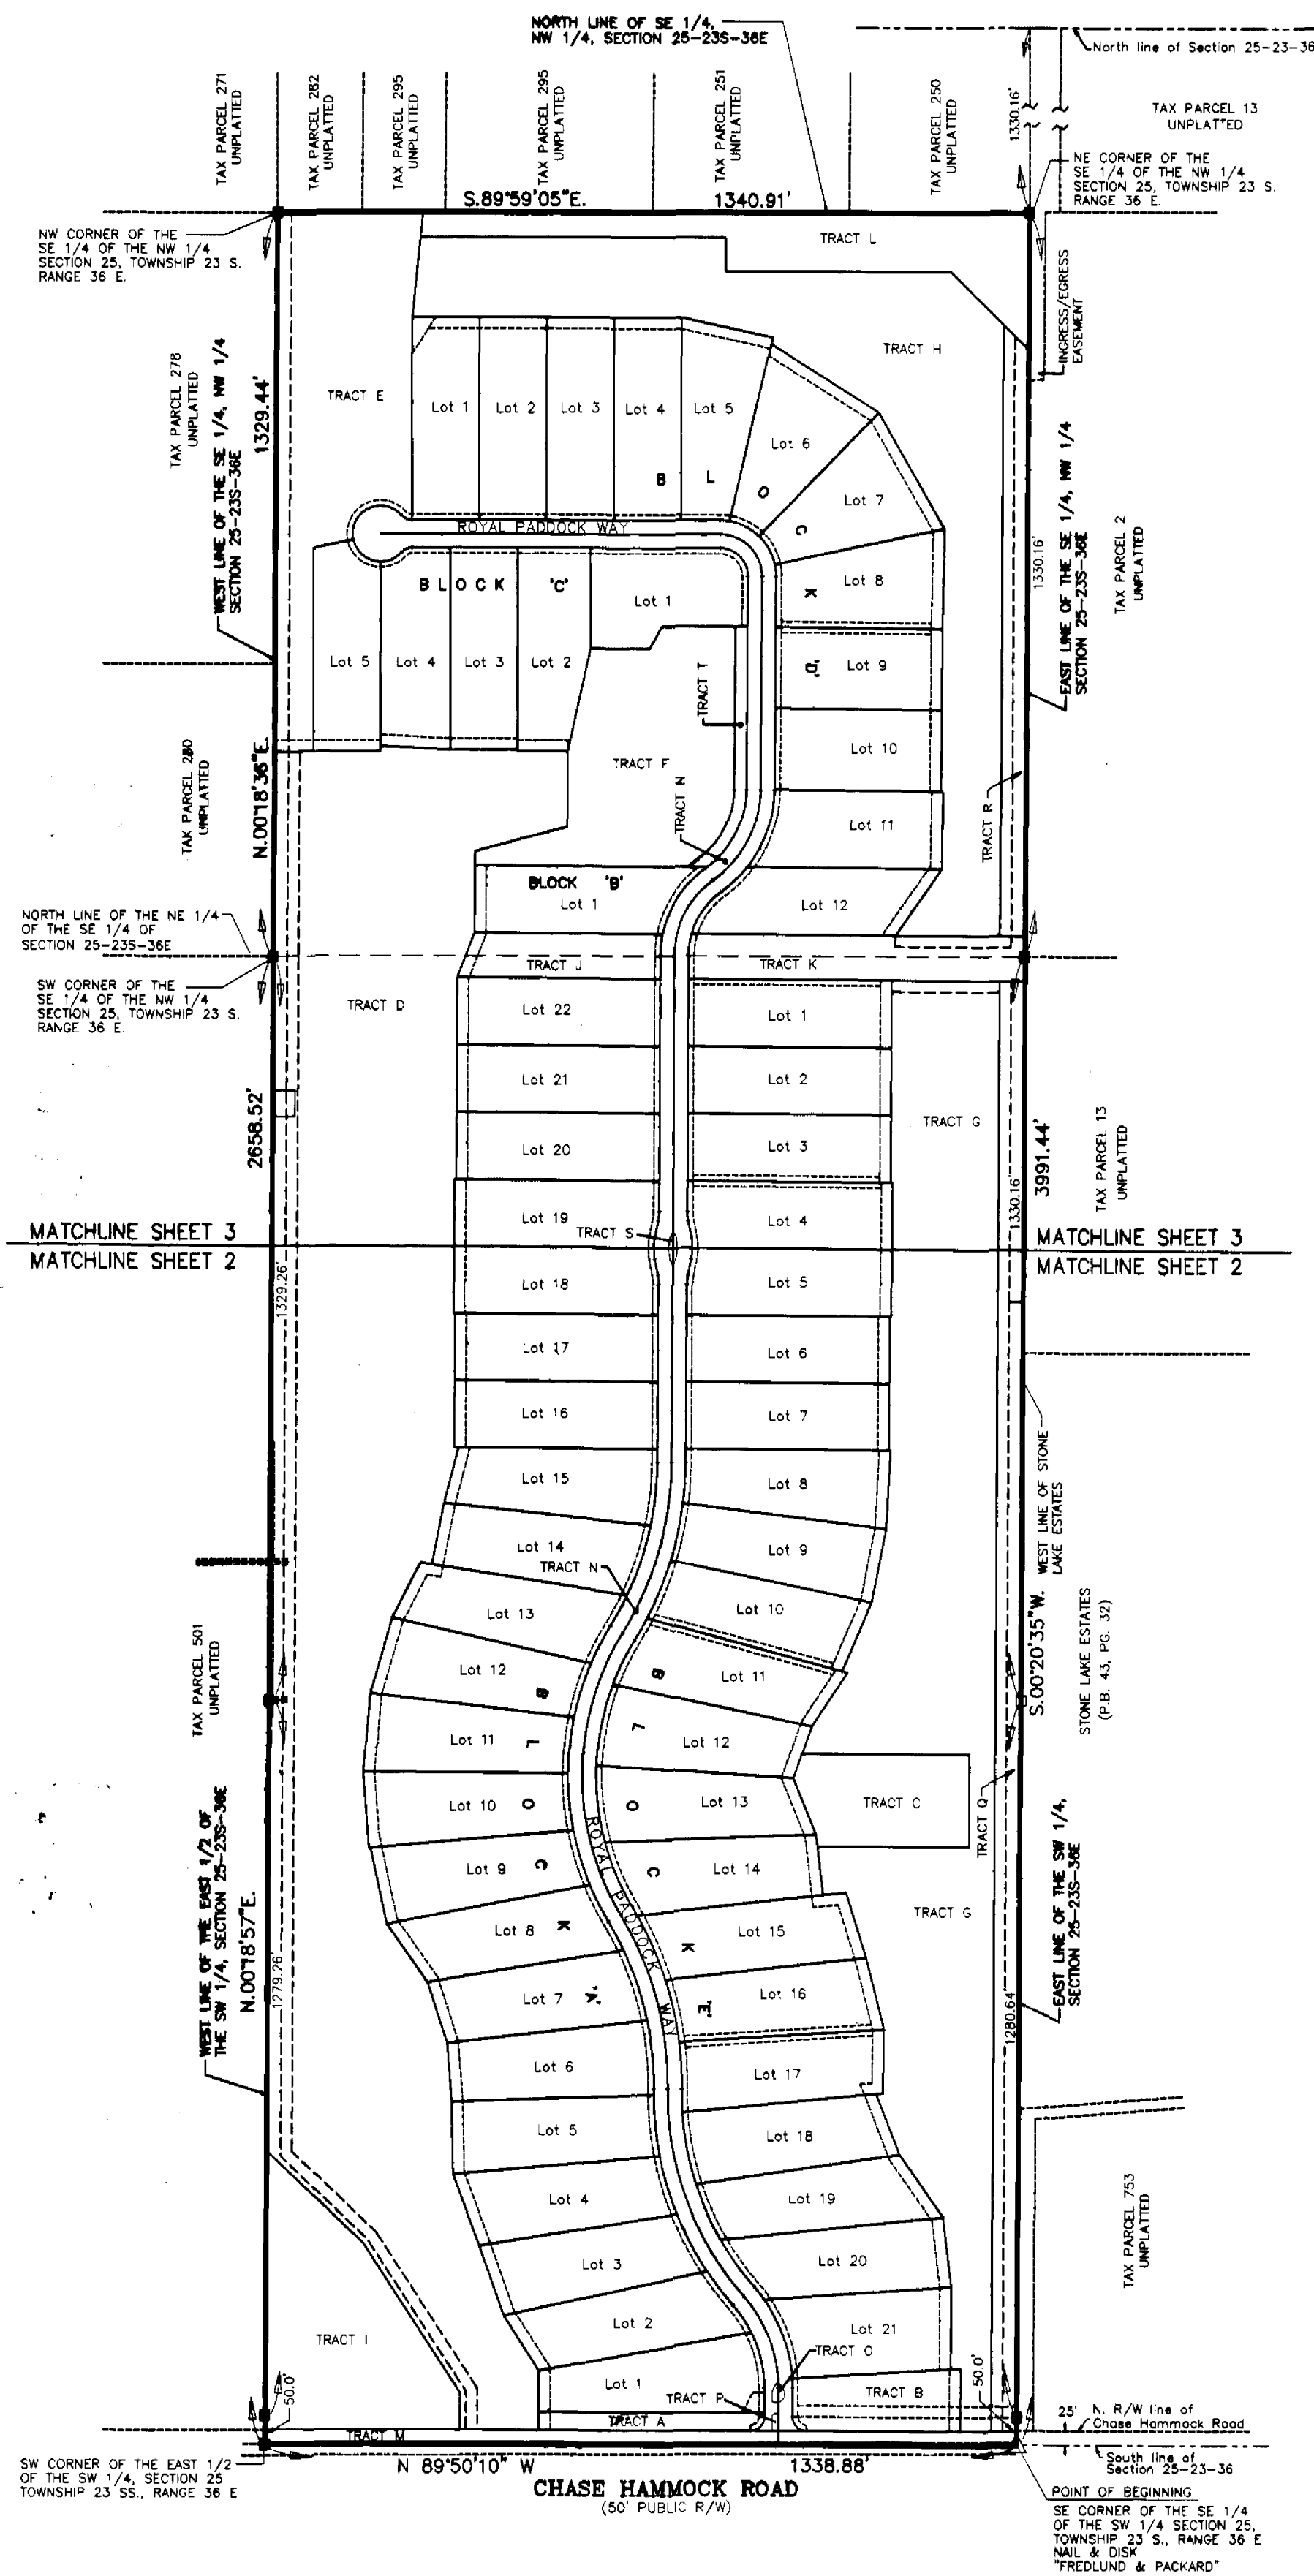 NORTH LINE OF SE 1/4,
NW 1/4, SECTION 25-23S-36E
North line of Section 25-23-36
TAX PARCEL 271
UNPLATTED
TAX PARCEL 282
UNPLATTED
TAX PARCEL 295
UNPLATTED
TAX PARCEL 295
UNPLATTED
TAX PARCEL 251
UNPLATTED
TAX PARCEL 250
UNPLATTED
1330.16'
TAX PARCEL 13
UNPLATTED
NE CORNER OF THE
SE 1/4 OF THE NW 1/4
SECTION 25, TOWNSHIP 23 S.
RANGE 36 E.
S.89°59'05"E.
1340.91'
NW CORNER OF THE
SE 1/4 OF THE NW 1/4
SECTION 25, TOWNSHIP 23 S.
RANGE 36 E.
TRACT L
INGRESS/EGRESS
EASEMENT
TRACT H
TRACT E
TAX PARCEL 278
UNPLATTED
WEST LINE OF THE SE 1/4, NW 1/4
SECTION 25-23S-36E
1329.44'
Lot 1
Lot 2
Lot 3
Lot 4
Lot 5
Lot 6
Lot 7
Lot 8
Lot 9
Lot 10
Lot 11
Lot 12
BLOCK 'D'
ROYAL PADDOCK WAY
BLOCK 'C'
Lot 1
Lot 5
Lot 4
Lot 3
Lot 2
EAST LINE OF THE SE 1/4, NW 1/4
SECTION 25-23S-36E
1330.16'
TAX PARCEL 2
UNPLATTED
TRACT T
TRACT F
TRACT N
TRACT R
TAX PARCEL 280
UNPLATTED
N.00°18'36"E.
BLOCK 'B'
Lot 1
NORTH LINE OF THE NE 1/4
OF THE SE 1/4 OF
SECTION 25-23S-36E
TRACT J
TRACT K
SW CORNER OF THE
SE 1/4 OF THE NW 1/4
SECTION 25, TOWNSHIP 23 S.
RANGE 36 E.
TRACT D
Lot 22
Lot 1
Lot 21
Lot 2
Lot 20
Lot 3
Lot 19
Lot 4
TRACT G
2658.52'
3991.44'
1330.16'
TAX PARCEL 13
UNPLATTED
TRACT S
MATCHLINE SHEET 3
MATCHLINE SHEET 2
MATCHLINE SHEET 3
MATCHLINE SHEET 2
1329.26'
Lot 18
Lot 5
Lot 17
Lot 6
Lot 16
Lot 7
Lot 15
Lot 8
Lot 14
Lot 9
TRACT N
Lot 13
Lot 10
Lot 12
Lot 11
Lot 11
Lot 12
Lot 10
Lot 13
Lot 9
Lot 14
Lot 8
Lot 15
Lot 7
Lot 16
Lot 6
Lot 17
Lot 5
Lot 18
Lot 4
Lot 19
Lot 3
Lot 20
Lot 2
Lot 21
Lot 1
BLOCK 'A'
BLOCK 'E'
ROYAL PADDOCK WAY
WEST LINE OF STONE
LAKE ESTATES
S.00°20'35"W.
STONE LAKE ESTATES
(P.B. 43, PG. 32)
TAX PARCEL 501
UNPLATTED
TRACT C
TRACT Q
TRACT G
WEST LINE OF THE EAST 1/2 OF
THE SW 1/4, SECTION 25-23S-36E
N.00°18'57"E.
1279.26'
EAST LINE OF THE SW 1/4,
SECTION 25-23S-36E
1280.64'
TAX PARCEL 753
UNPLATTED
TRACT I
TRACT O
TRACT P
TRACT B
TRACT A
TRACT M
50.0'
50.0'
25'
N. R/W line of
Chase Hammock Road
South line of
Section 25-23-36
SW CORNER OF THE EAST 1/2
OF THE SW 1/4, SECTION 25
TOWNSHIP 23 SS., RANGE 36 E
N 89°50'10" W
1338.88'
CHASE HAMMOCK ROAD
(50' PUBLIC R/W)
POINT OF BEGINNING
SE CORNER OF THE SE 1/4
OF THE SW 1/4 SECTION 25,
TOWNSHIP 23 S., RANGE 36 E
NAIL & DISK
"FREDLUND & PACKARD"